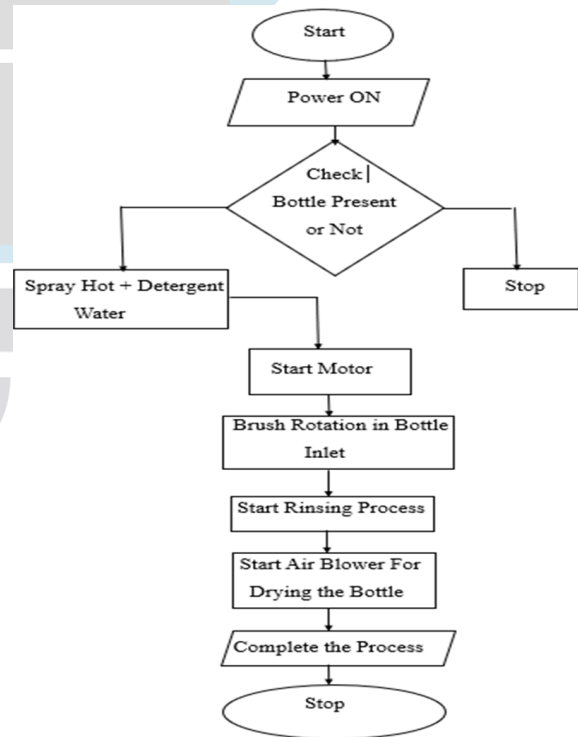 Start
Power ON
Check
Bottle Present
or Not
Spray Hot + Detergent
Water
Stop
Start Motor
Brush Rotation in Bottle
Inlet
Start Rinsing Process
Start Air Blower For
Drying the Bottle
Complete the Process
Stop